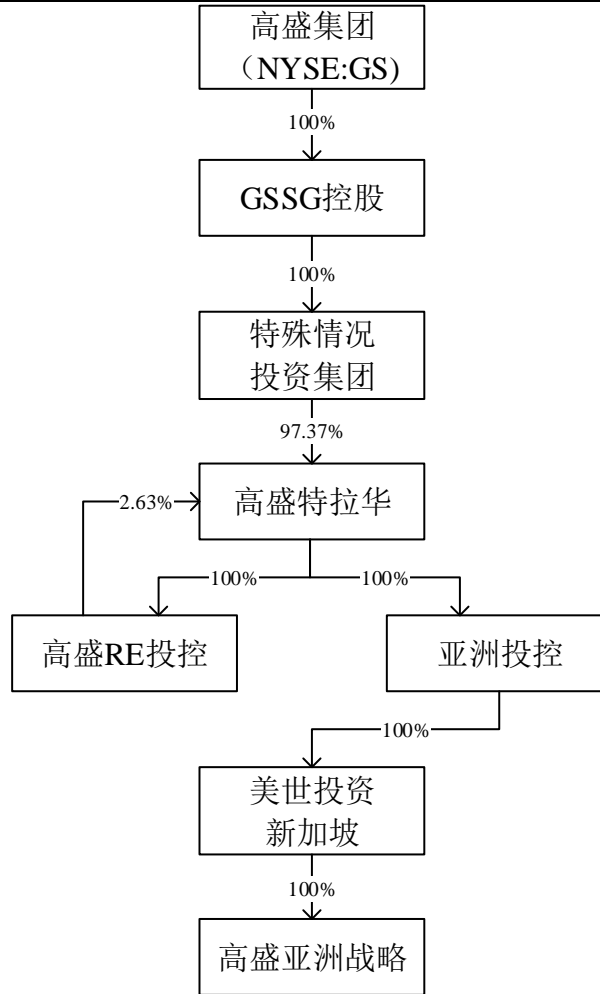 高盛集团
（NYSE:GS)
100%
GSSG控股
100%
特殊情况
投资集团
97.37%
高盛特拉华
2.63%
100%
100%
高盛RE投控
亚洲投控
100%
美世投资
新加坡
100%
高盛亚洲战略